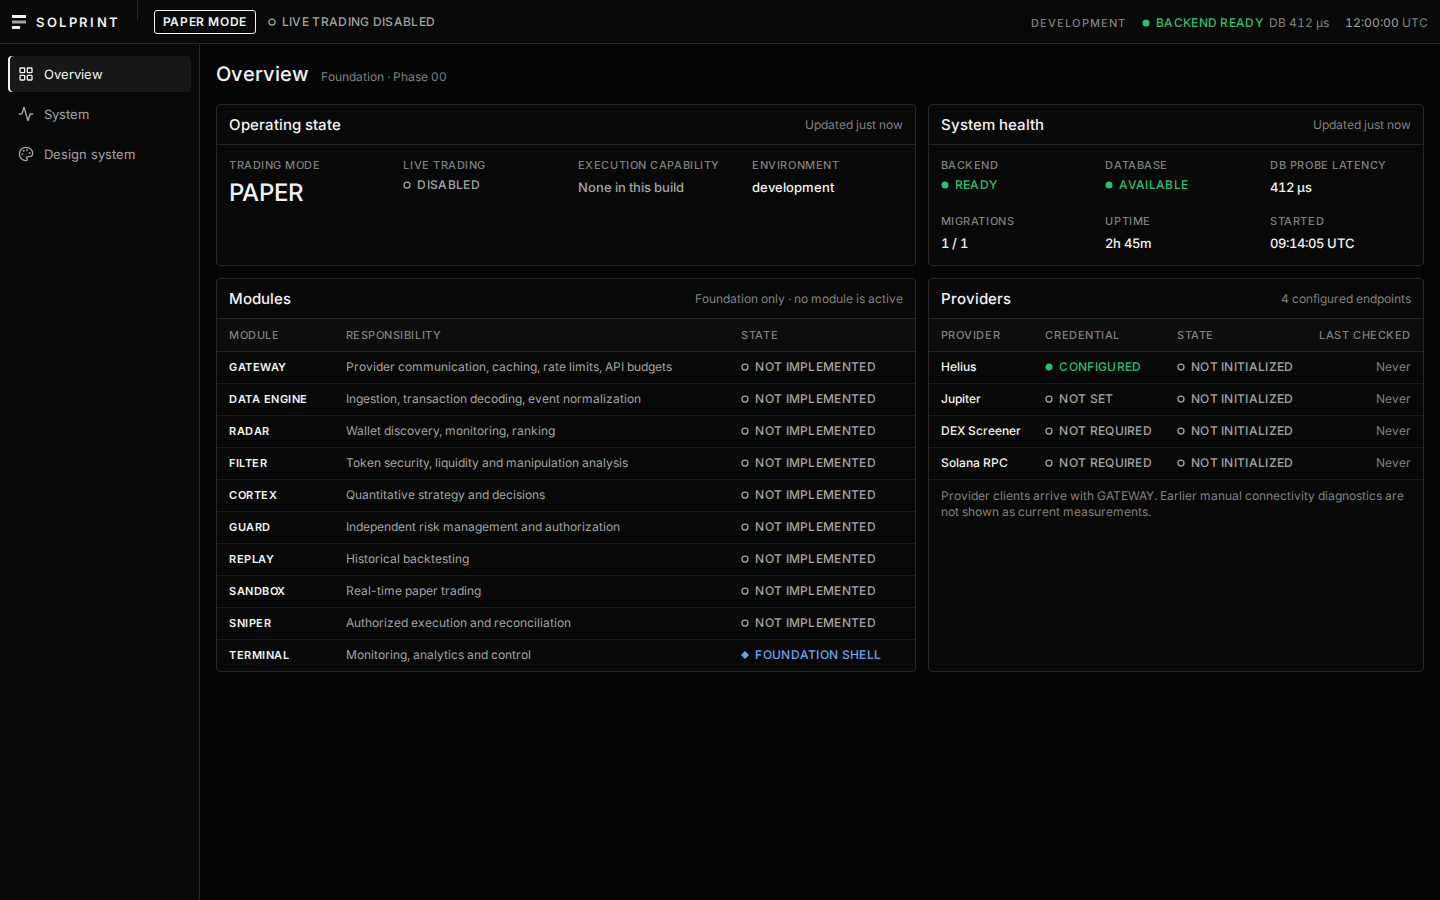 SOLPRINT PAPER MODE LIVE TRADING DISABLED DEVELOPMENT BACKEND READY DB 412 µs 12:00:00 UTC
Overview
System
Design system
Overview Foundation · Phase 00
Operating state Updated just now
TRADING MODE LIVE TRADING EXECUTION CAPABILITY ENVIRONMENT
PAPER DISABLED None in this build development
System health Updated just now
BACKEND DATABASE DB PROBE LATENCY
READY AVAILABLE 412 µs
MIGRATIONS UPTIME STARTED
1 / 1 2h 45m 09:14:05 UTC
Modules Foundation only · no module is active
MODULE RESPONSIBILITY STATE
GATEWAY Provider communication, caching, rate limits, API budgets NOT IMPLEMENTED
DATA ENGINE Ingestion, transaction decoding, event normalization NOT IMPLEMENTED
RADAR Wallet discovery, monitoring, ranking NOT IMPLEMENTED
FILTER Token security, liquidity and manipulation analysis NOT IMPLEMENTED
CORTEX Quantitative strategy and decisions NOT IMPLEMENTED
GUARD Independent risk management and authorization NOT IMPLEMENTED
REPLAY Historical backtesting NOT IMPLEMENTED
SANDBOX Real-time paper trading NOT IMPLEMENTED
SNIPER Authorized execution and reconciliation NOT IMPLEMENTED
TERMINAL Monitoring, analytics and control FOUNDATION SHELL
Providers 4 configured endpoints
PROVIDER CREDENTIAL STATE LAST CHECKED
Helius CONFIGURED NOT INITIALIZED Never
Jupiter NOT SET NOT INITIALIZED Never
DEX Screener NOT REQUIRED NOT INITIALIZED Never
Solana RPC NOT REQUIRED NOT INITIALIZED Never
Provider clients arrive with GATEWAY. Earlier manual connectivity diagnostics are
not shown as current measurements.